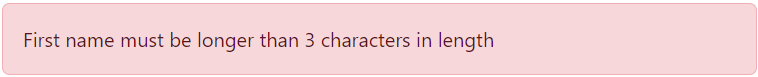 First name must be longer than 3 characters in length